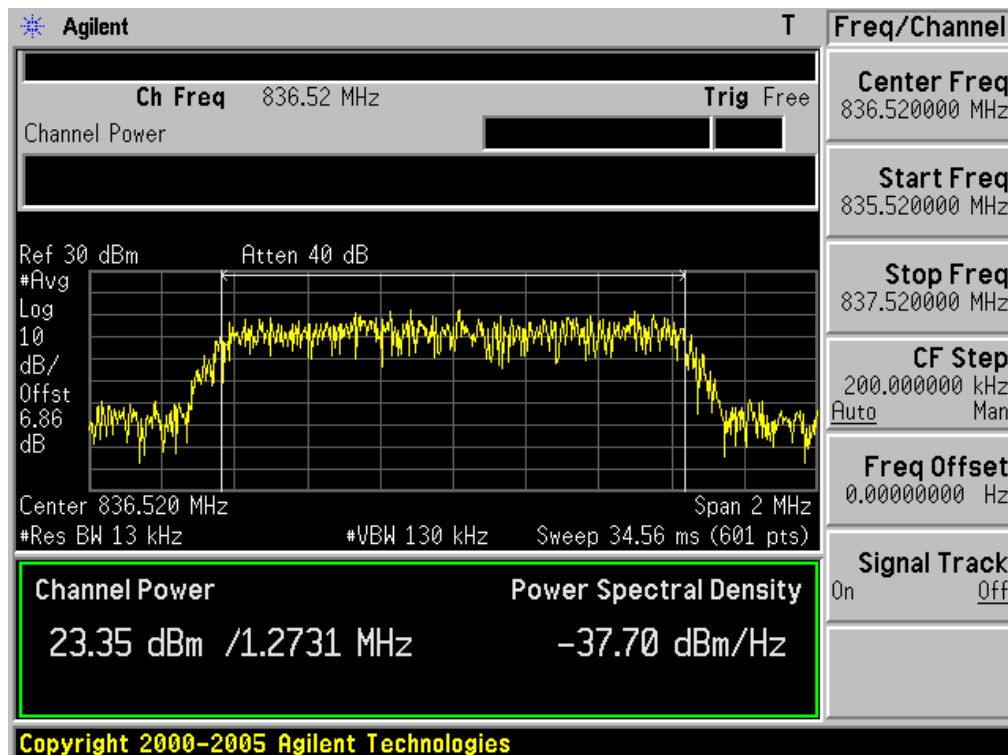 Agilent T Freq/Channel
Ch Freq 836.52 MHz Trig Free
Channel Power
Ref 30 dBm Atten 40 dB
#Avg
Log
10
dB/
Offst
6.86
dB
Center 836.520 MHz Span 2 MHz
#Res BW 13 kHz #VBW 130 kHz Sweep 34.56 ms (601 pts)
Channel Power Power Spectral Density
23.35 dBm /1.2731 MHz -37.70 dBm/Hz
Copyright 2000-2005 Agilent Technologies
Center Freq
836.520000 MHz
Start Freq
835.520000 MHz
Stop Freq
837.520000 MHz
CF Step
200.000000 kHz
Auto Man
Freq Offset
0.00000000 Hz
Signal Track
On Off